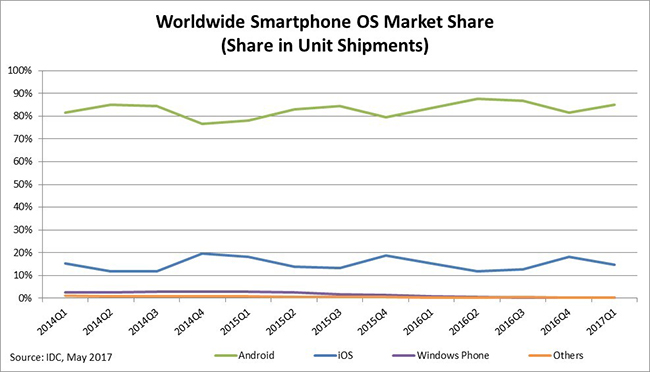 Worldwide Smartphone OS Market Share
(Share in Unit Shipments)
100%
90%
80%
70%
60%
50%
40%
30%
20%
10%
0%
2014Q1 2014Q2 2014Q3 2014Q4 2015Q1 2015Q2 2015Q3 2015Q4 2016Q1 2016Q2 2016Q3 2016Q4 2017Q1
Source: IDC, May 2017 Android iOS Windows Phone Others